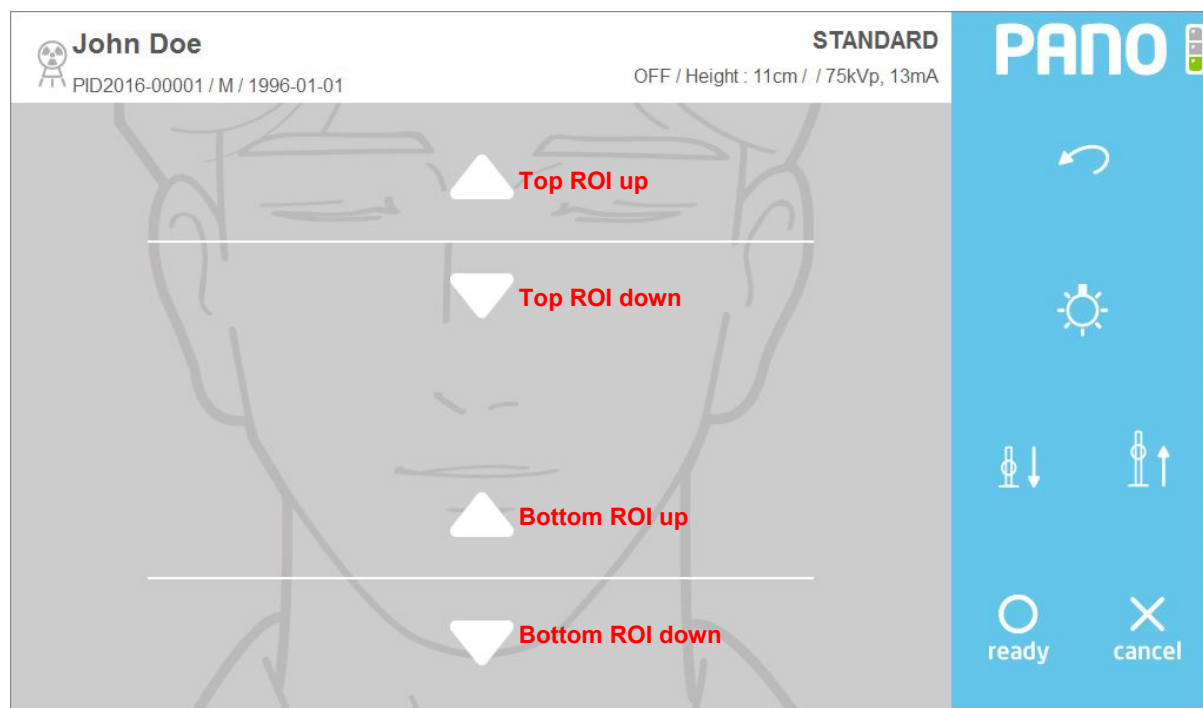 John Doe
PID2016-00001 / M / 1996-01-01
STANDARD
OFF / Height : 11cm / / 75kVp, 13mA
PANO
Top ROI up
Top ROI down
Bottom ROI up
Bottom ROI down
ready
cancel